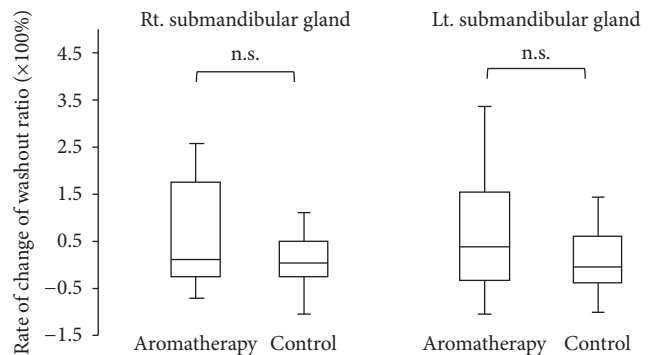 Rt. submandibular gland
Lt. submandibular gland
Rate of change of washout ratio (×100%)
4.5
3.5
2.5
1.5
0.5
−0.5
−1.5
n.s.
n.s.
Aromatherapy Control
Aromatherapy Control